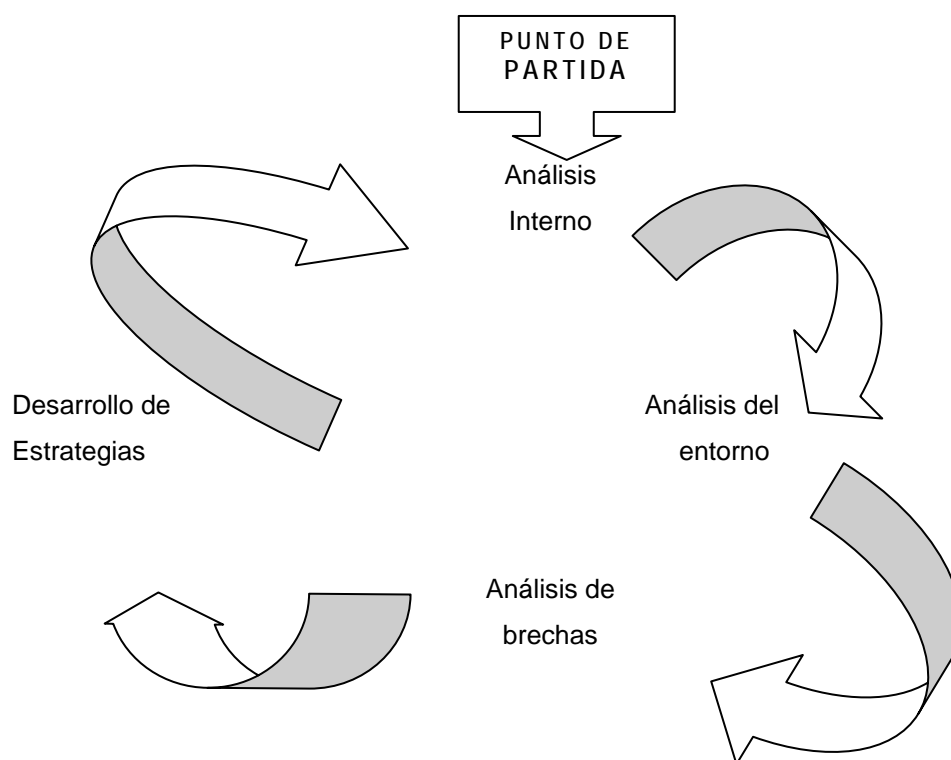 PUNTO DE
PARTIDA
Análisis
Interno
Análisis del
entorno
Análisis de
brechas
Desarrollo de
Estrategias